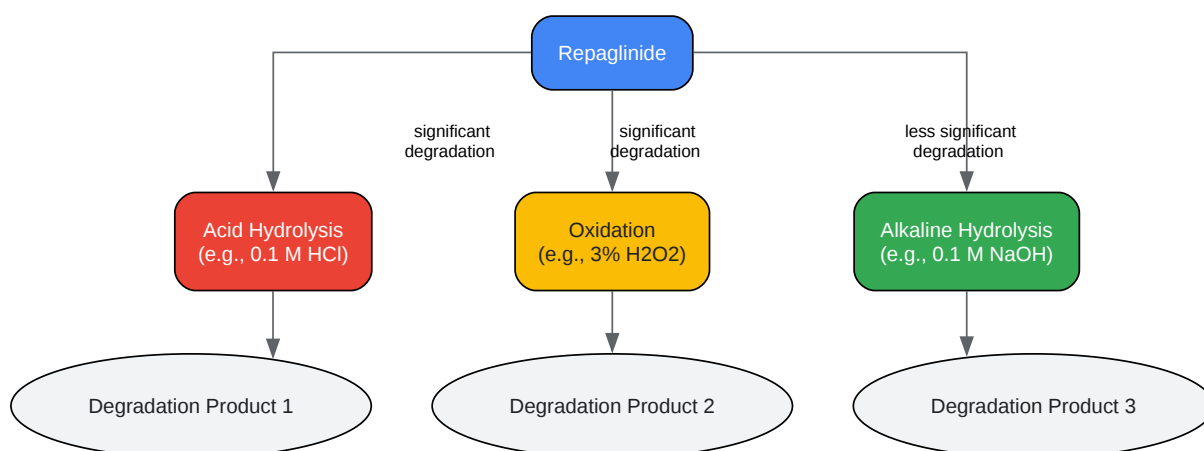 Repaglinide
significant
degradation
significant
degradation
less significant
degradation
Acid Hydrolysis
(e.g., 0.1 M HCl)
Oxidation
(e.g., 3% H2O2)
Alkaline Hydrolysis
(e.g., 0.1 M NaOH)
Degradation Product 1
Degradation Product 2
Degradation Product 3